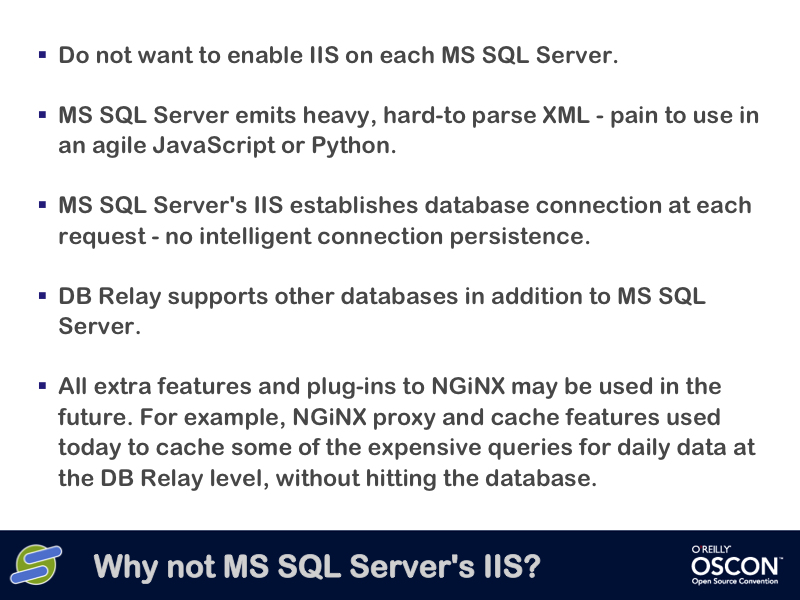 ▪ Do not want to enable IIS on each MS SQL Server.
▪ MS SQL Server emits heavy, hard-to parse XML - pain to use in
an agile JavaScript or Python.
▪ MS SQL Server's IIS establishes database connection at each
request - no intelligent connection persistence.
▪ DB Relay supports other databases in addition to MS SQL
Server.
▪ All extra features and plug-ins to NGiNX may be used in the
future. For example, NGiNX proxy and cache features used
today to cache some of the expensive queries for daily data at
the DB Relay level, without hitting the database.
Why not MS SQL Server's IIS?
O'REILLY
OSCON™
Open Source Convention